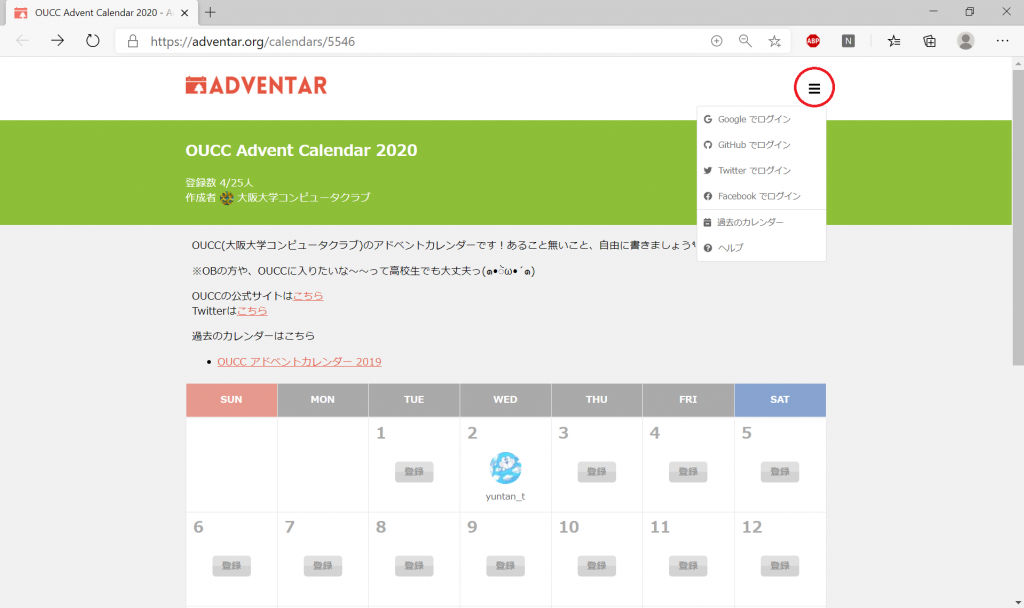 OUCC Advent Calendar 2020 - A
https://adventar.org/calendars/5546
ABP
N
ADVENTAR
Google でログイン
GitHub でログイン
Twitter でログイン
Facebook でログイン
過去のカレンダー
ヘルプ
OUCC Advent Calendar 2020
登録数 4/25人
作成者 大阪大学コンピュータクラブ
OUCC(大阪大学コンピュータクラブ)のアドベントカレンダーです！あること無いこと、自由に書きましょう
※OBの方や、OUCCに入りたいな～～って高校生でも大丈夫っ(๑•̀ω•́๑)
OUCCの公式サイトはこちら
Twitterはこちら
過去のカレンダーはこちら
• OUCC アドベントカレンダー 2019
SUN MON TUE WED THU FRI SAT
1 2 3 4 5
登録 登録 登録 登録
yuntan_t
6 7 8 9 10 11 12
登録 登録 登録 登録 登録 登録 登録